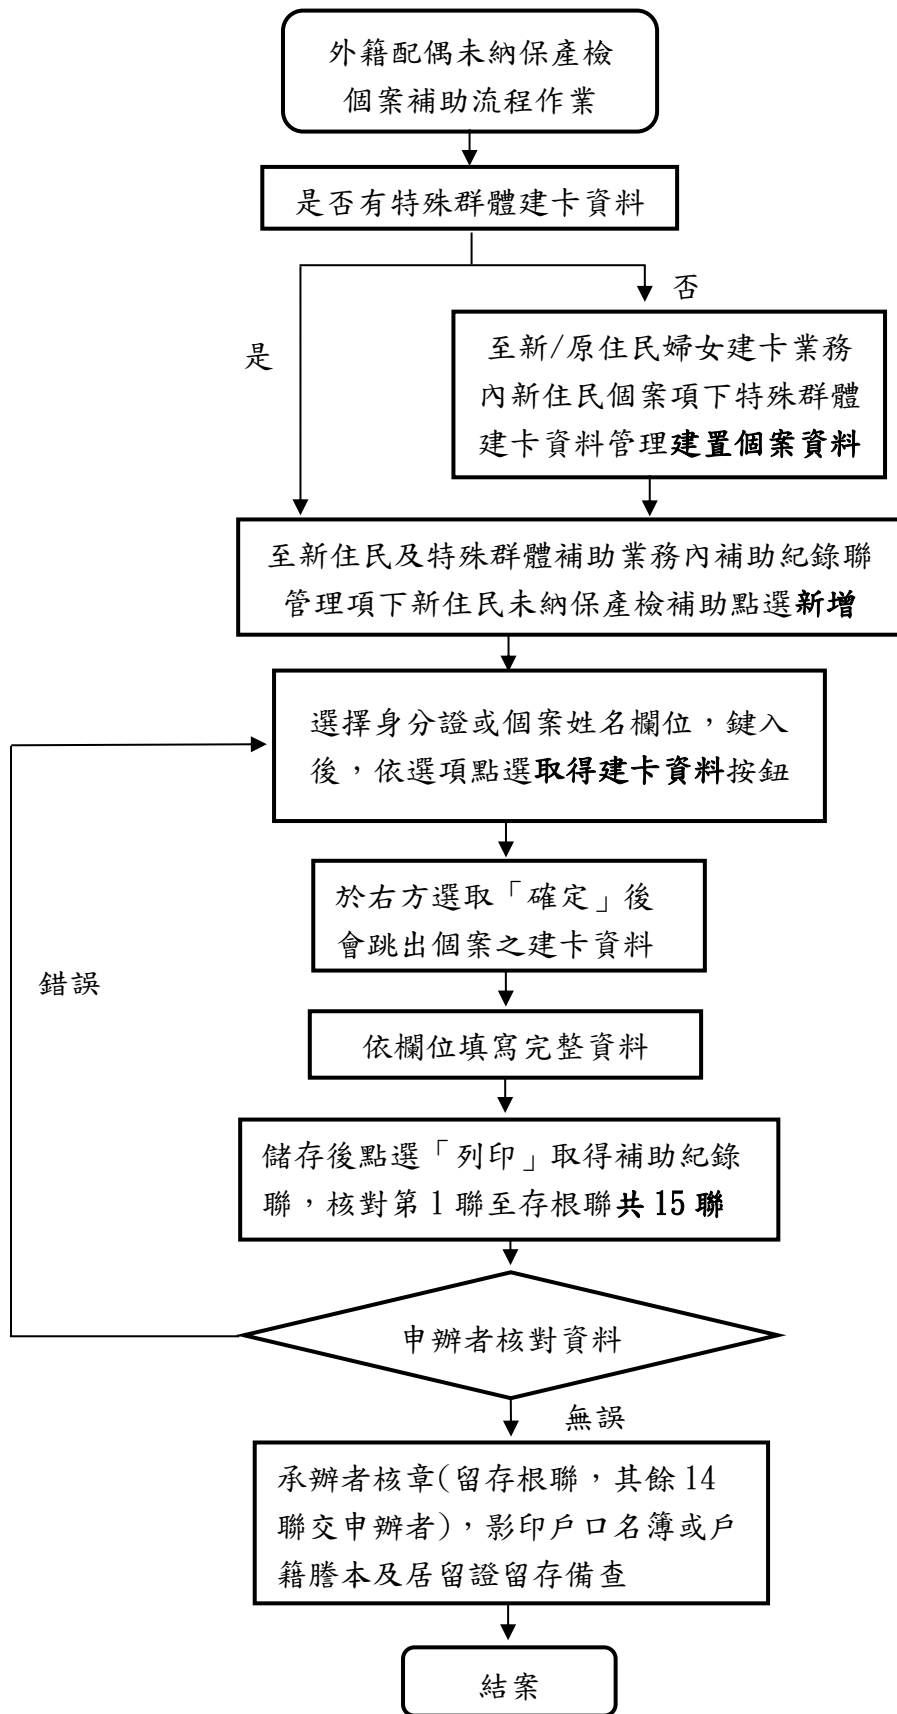 外籍配偶未納保產檢
個案補助流程作業
是否有特殊群體建卡資料
否
是
至新/原住民婦女建卡業務
內新住民個案項下特殊群體
建卡資料管理建置個案資料
至新住民及特殊群體補助業務內補助紀錄聯
管理項下新住民未納保產檢補助點選新增
選擇身分證或個案姓名欄位，鍵入
後，依選項點選取得建卡資料按鈕
於右方選取「確定」後
會跳出個案之建卡資料
錯誤
依欄位填寫完整資料
儲存後點選「列印」取得補助紀錄
聯，核對第1聯至存根聯共15聯
申辦者核對資料
無誤
承辦者核章(留存根聯，其餘14
聯交申辦者)，影印戶口名簿或戶
籍謄本及居留證留存備查
結案